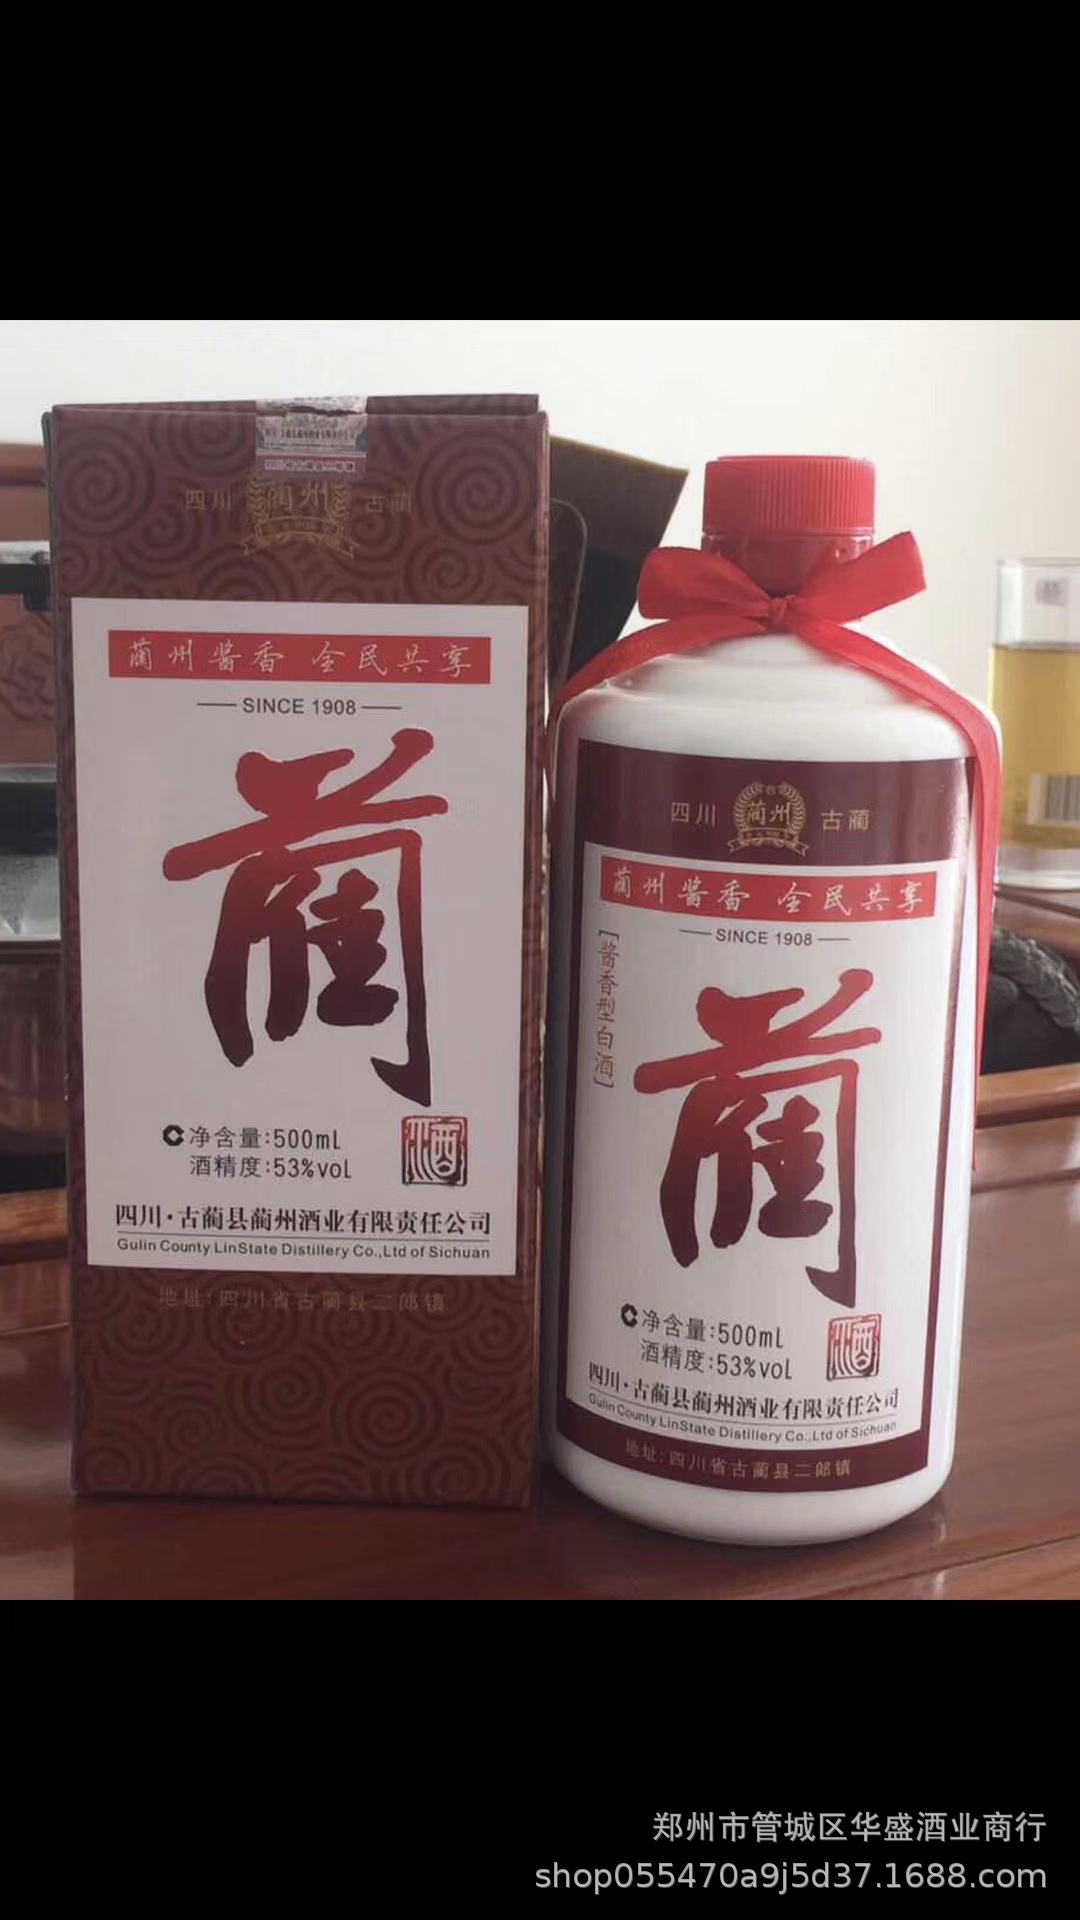 四川 蔺州 古蔺
蔺州酱香 全民共享
SINCE 1908
蔺
净含量:500mL
酒精度:53%voL
酒
四川·古蔺县蔺州酒业有限责任公司
Gulin County LinState Distillery Co.,Ltd of Sichuan
地址:四川省古蔺县二郎镇
四川 蔺州 古蔺
蔺州酱香 全民共享
SINCE 1908
[酱香型白酒]
蔺
净含量:500mL
酒精度:53%voL
酒
四川·古蔺县蔺州酒业有限责任公司
Gulin County LinState Distillery Co.,Ltd of Sichuan
地址:四川省古蔺县二郎镇
郑州市管城区华盛酒业商行
shop055470a9j5d37.1688.com